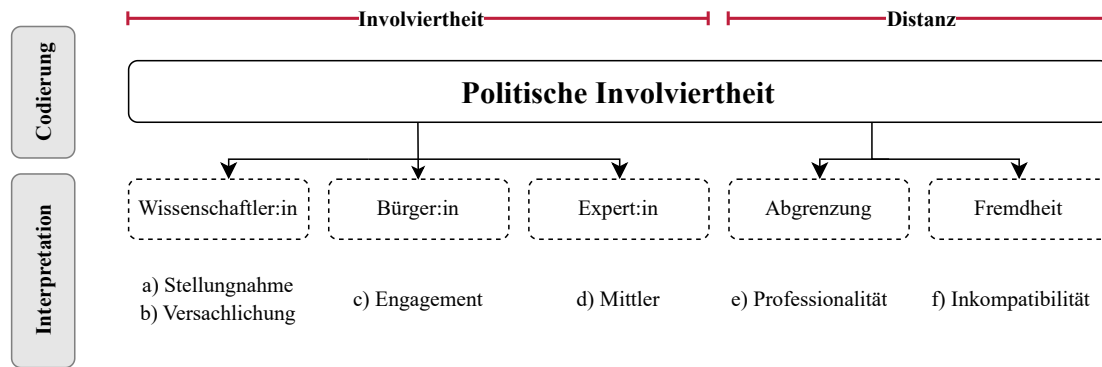 Involviertheit
Distanz
Codierung
Politische Involviertheit
Interpretation
Wissenschaftler:in
Bürger:in
Expert:in
Abgrenzung
Fremdheit
a) Stellungnahme
b) Versachlichung
c) Engagement
d) Mittler
e) Professionalität
f) Inkompatibilität